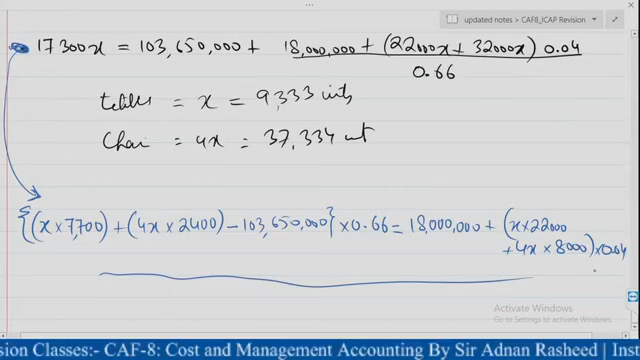 updated notes > CAF8_ICAP Revision
17300x = 103,650,000 + 18,000,000 + (22000x + 32000x) 0.04
0.66
tables = x = 9,333 units
Chair = 4x = 37,334 unit
{(x × 7,700) + (4x × 2400) - 103,650,000} × 0.66 = 18,000,000 + (x × 22000
+ 4x × 8000) × 0.04
Activate Windows
Go to Settings to activate Windows.
sion Classes:- CAF-8: Cost and Management Accounting By Sir Adnan Rasheed | Inst